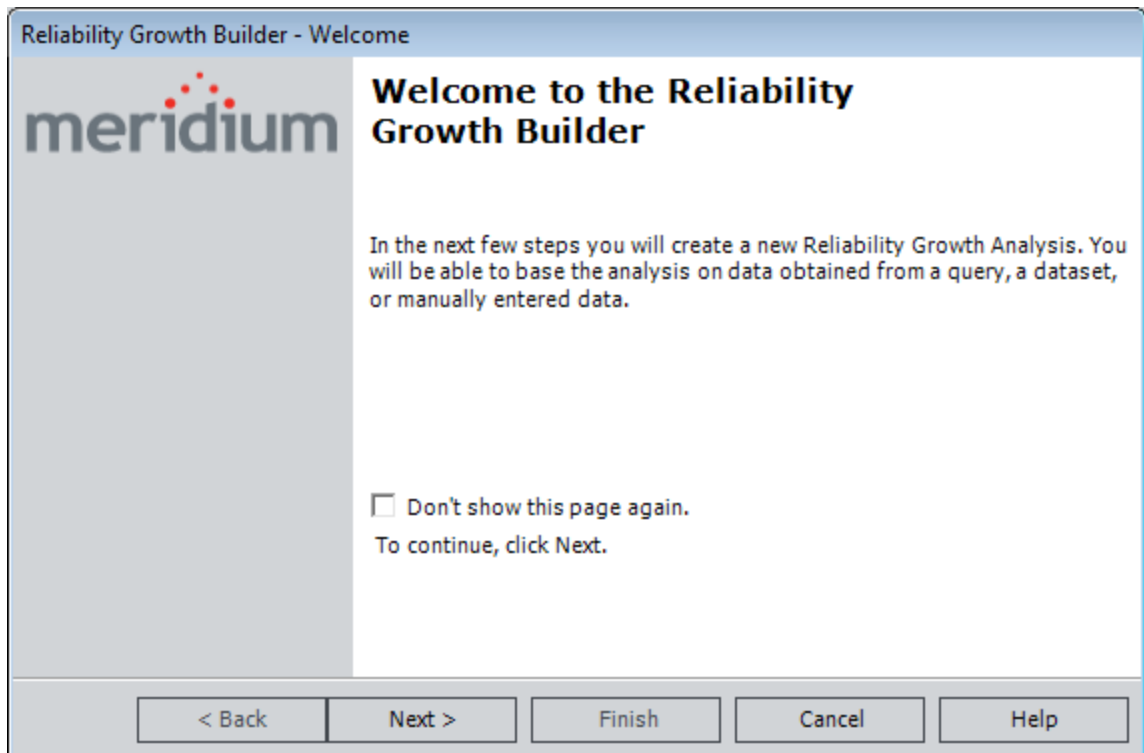 Reliability Growth Builder - Welcome
meridium
Welcome to the Reliability
Growth Builder
In the next few steps you will create a new Reliability Growth Analysis. You
will be able to base the analysis on data obtained from a query, a dataset,
or manually entered data.
Don't show this page again.
To continue, click Next.
< Back
Next >
Finish
Cancel
Help